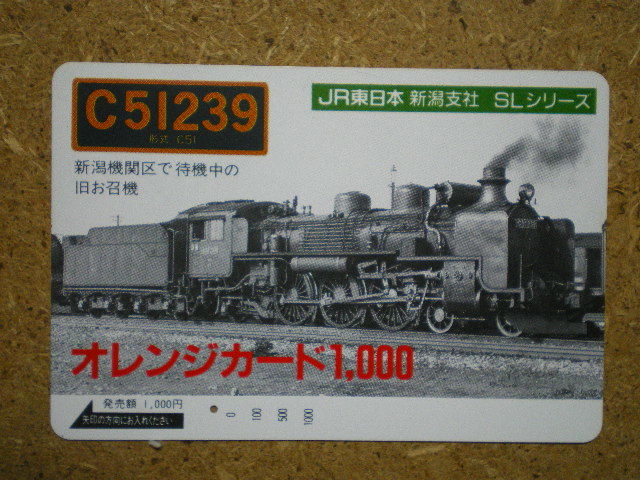 C51239
形式 C51
JR東日本 新潟支社 SLシリーズ
新潟機関区で待機中の
旧お召機
オレンジカード1,000
発売額 1,000円
矢印の方向にお入れください
0 100 500 1000